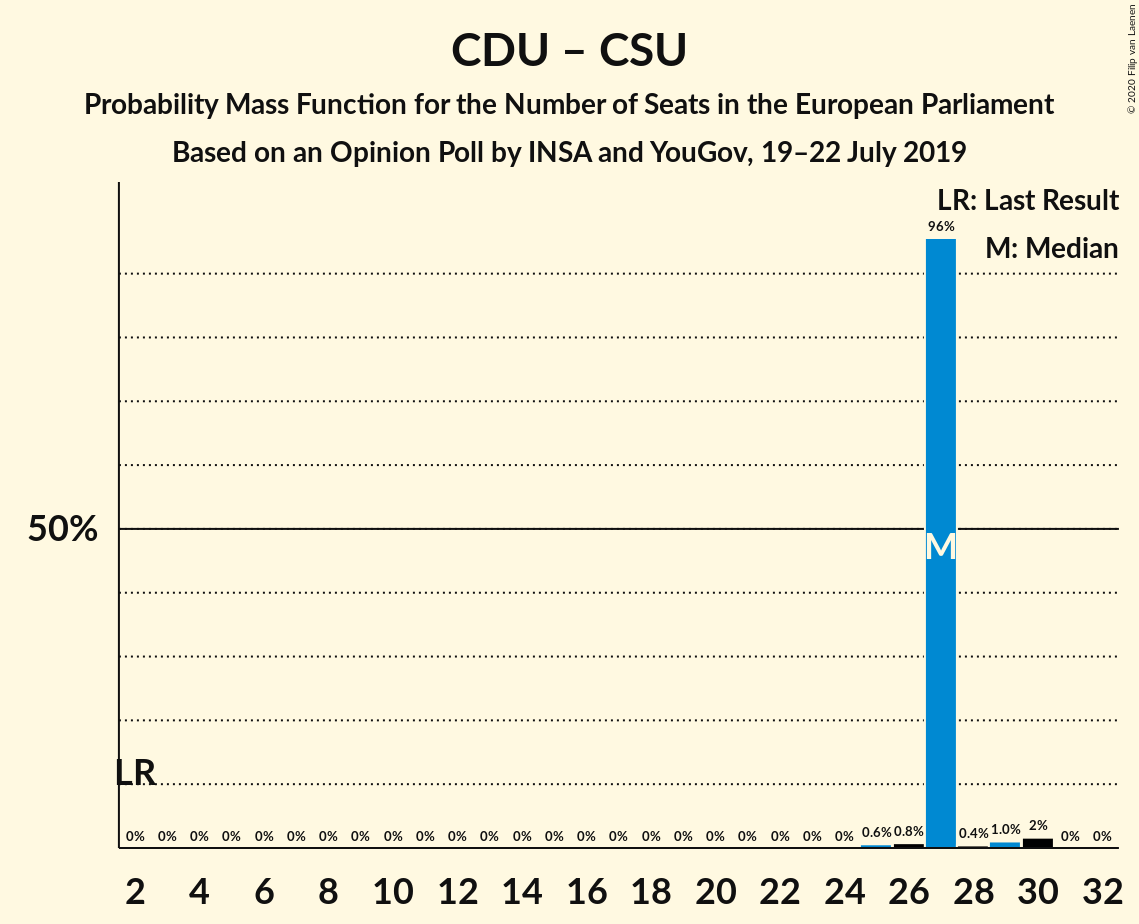 CDU – CSU
Probability Mass Function for the Number of Seats in the European Parliament
Based on an Opinion Poll by INSA and YouGov, 19–22 July 2019
© 2020 Filip van Laenen
LR: Last Result
M: Median
96%
50%
M
LR
0% 0% 0% 0% 0% 0% 0% 0% 0% 0% 0% 0% 0% 0% 0% 0% 0% 0% 0% 0% 0% 0% 0% 0.6% 0.8% 0.4% 1.0% 2% 0% 0%
2 4 6 8 10 12 14 16 18 20 22 24 26 28 30 32